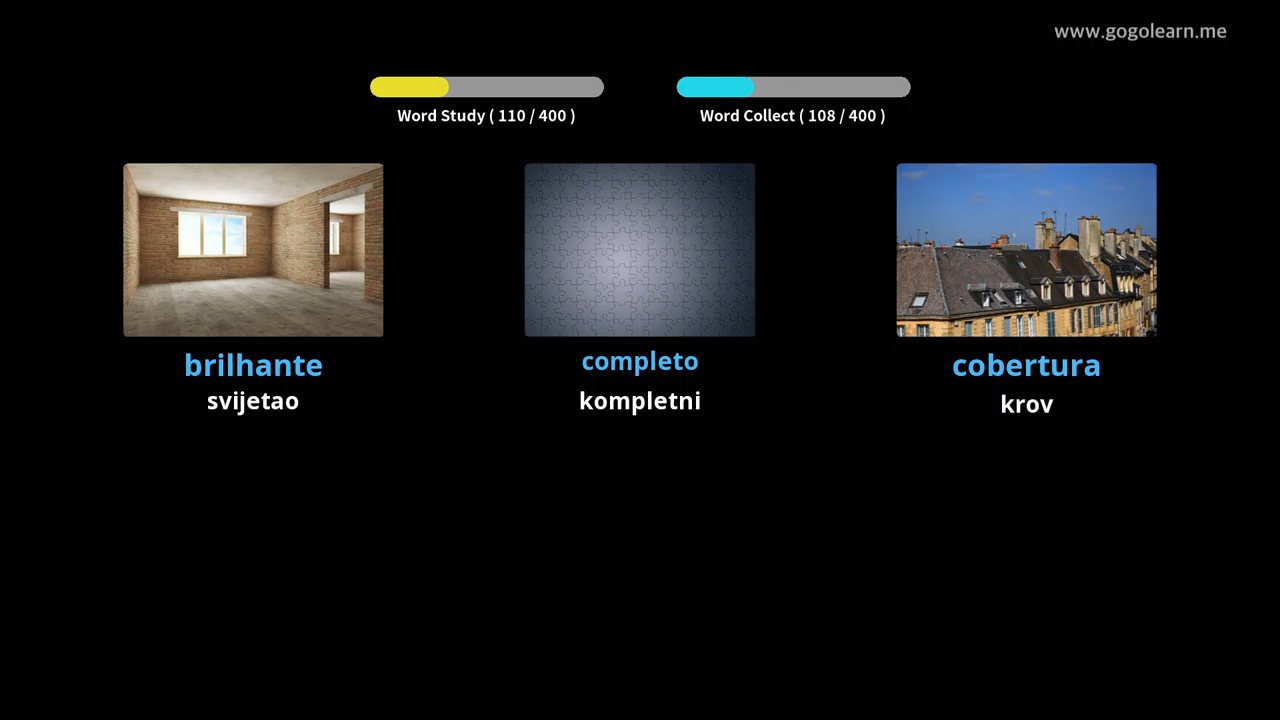 www.gogolearn.me
Word Study ( 110 / 400 )
Word Collect ( 108 / 400 )
brilhante
svijetao
completo
kompletni
cobertura
krov